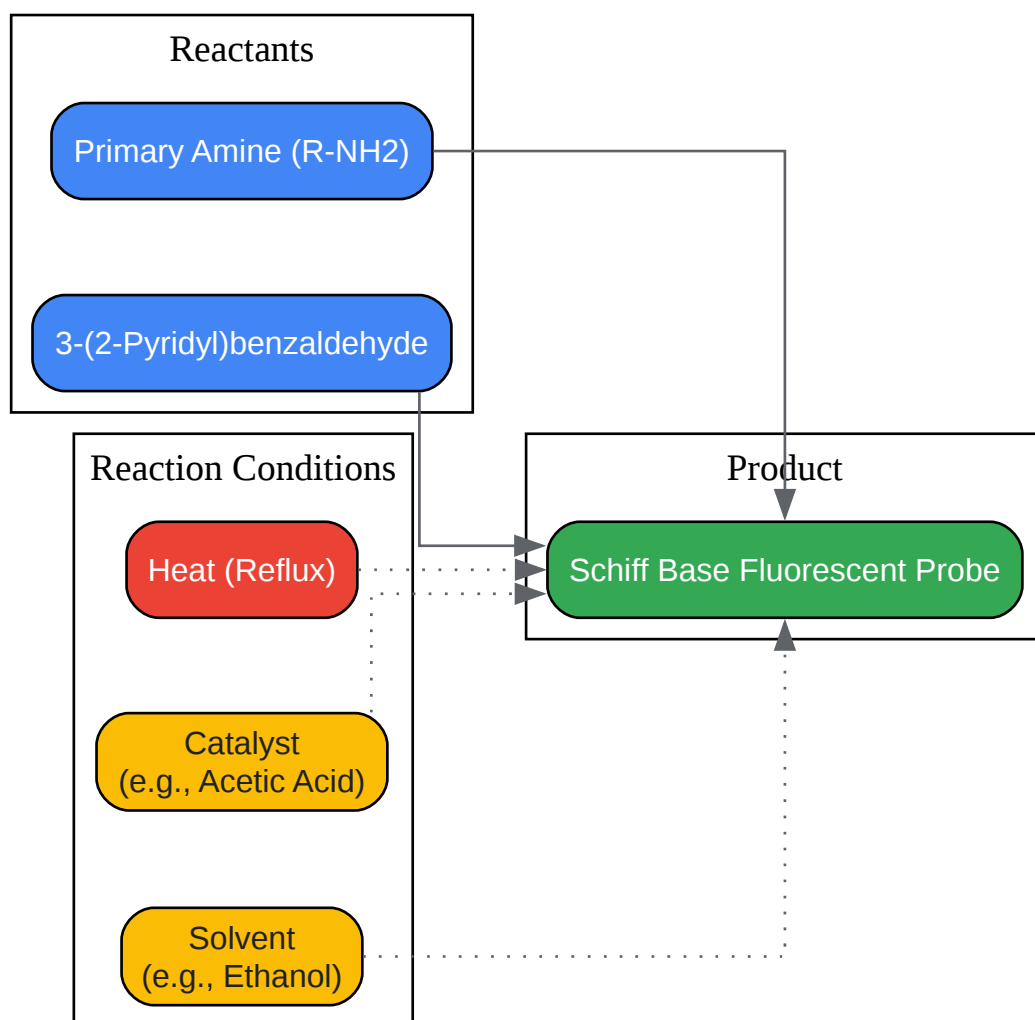 Reactants
Primary Amine (R-NH2)
3-(2-Pyridyl)benzaldehyde
Reaction Conditions
Heat (Reflux)
Catalyst
(e.g., Acetic Acid)
Solvent
(e.g., Ethanol)
Product
Schiff Base Fluorescent Probe